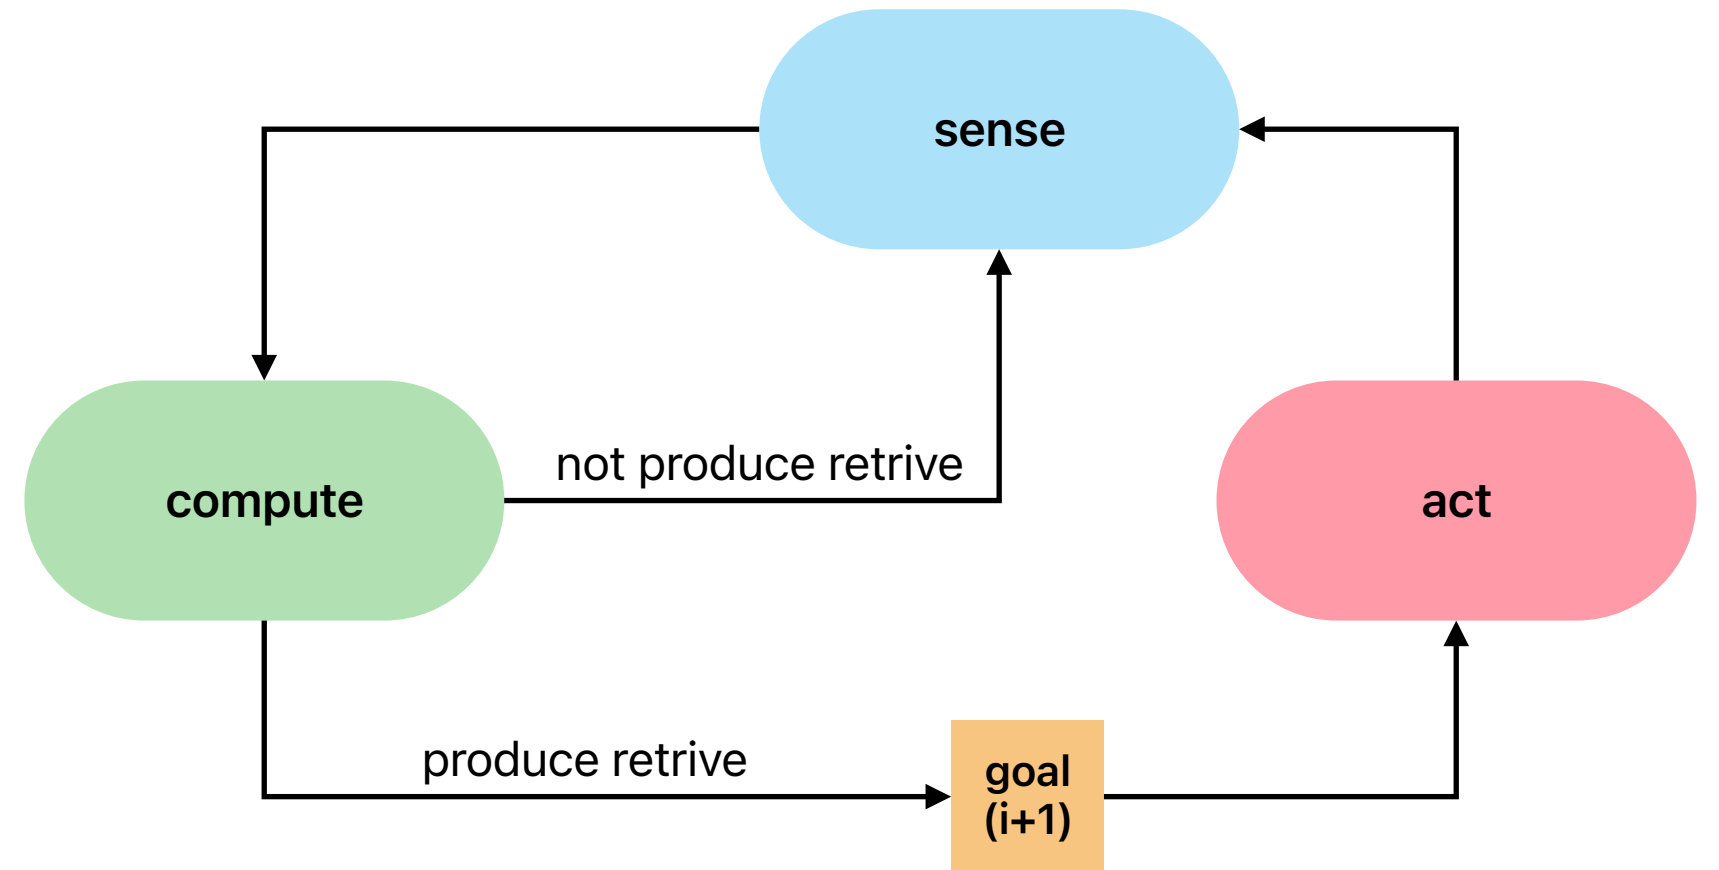 sense
not produce retrive
compute
act
produce retrive
goal
(i+1)